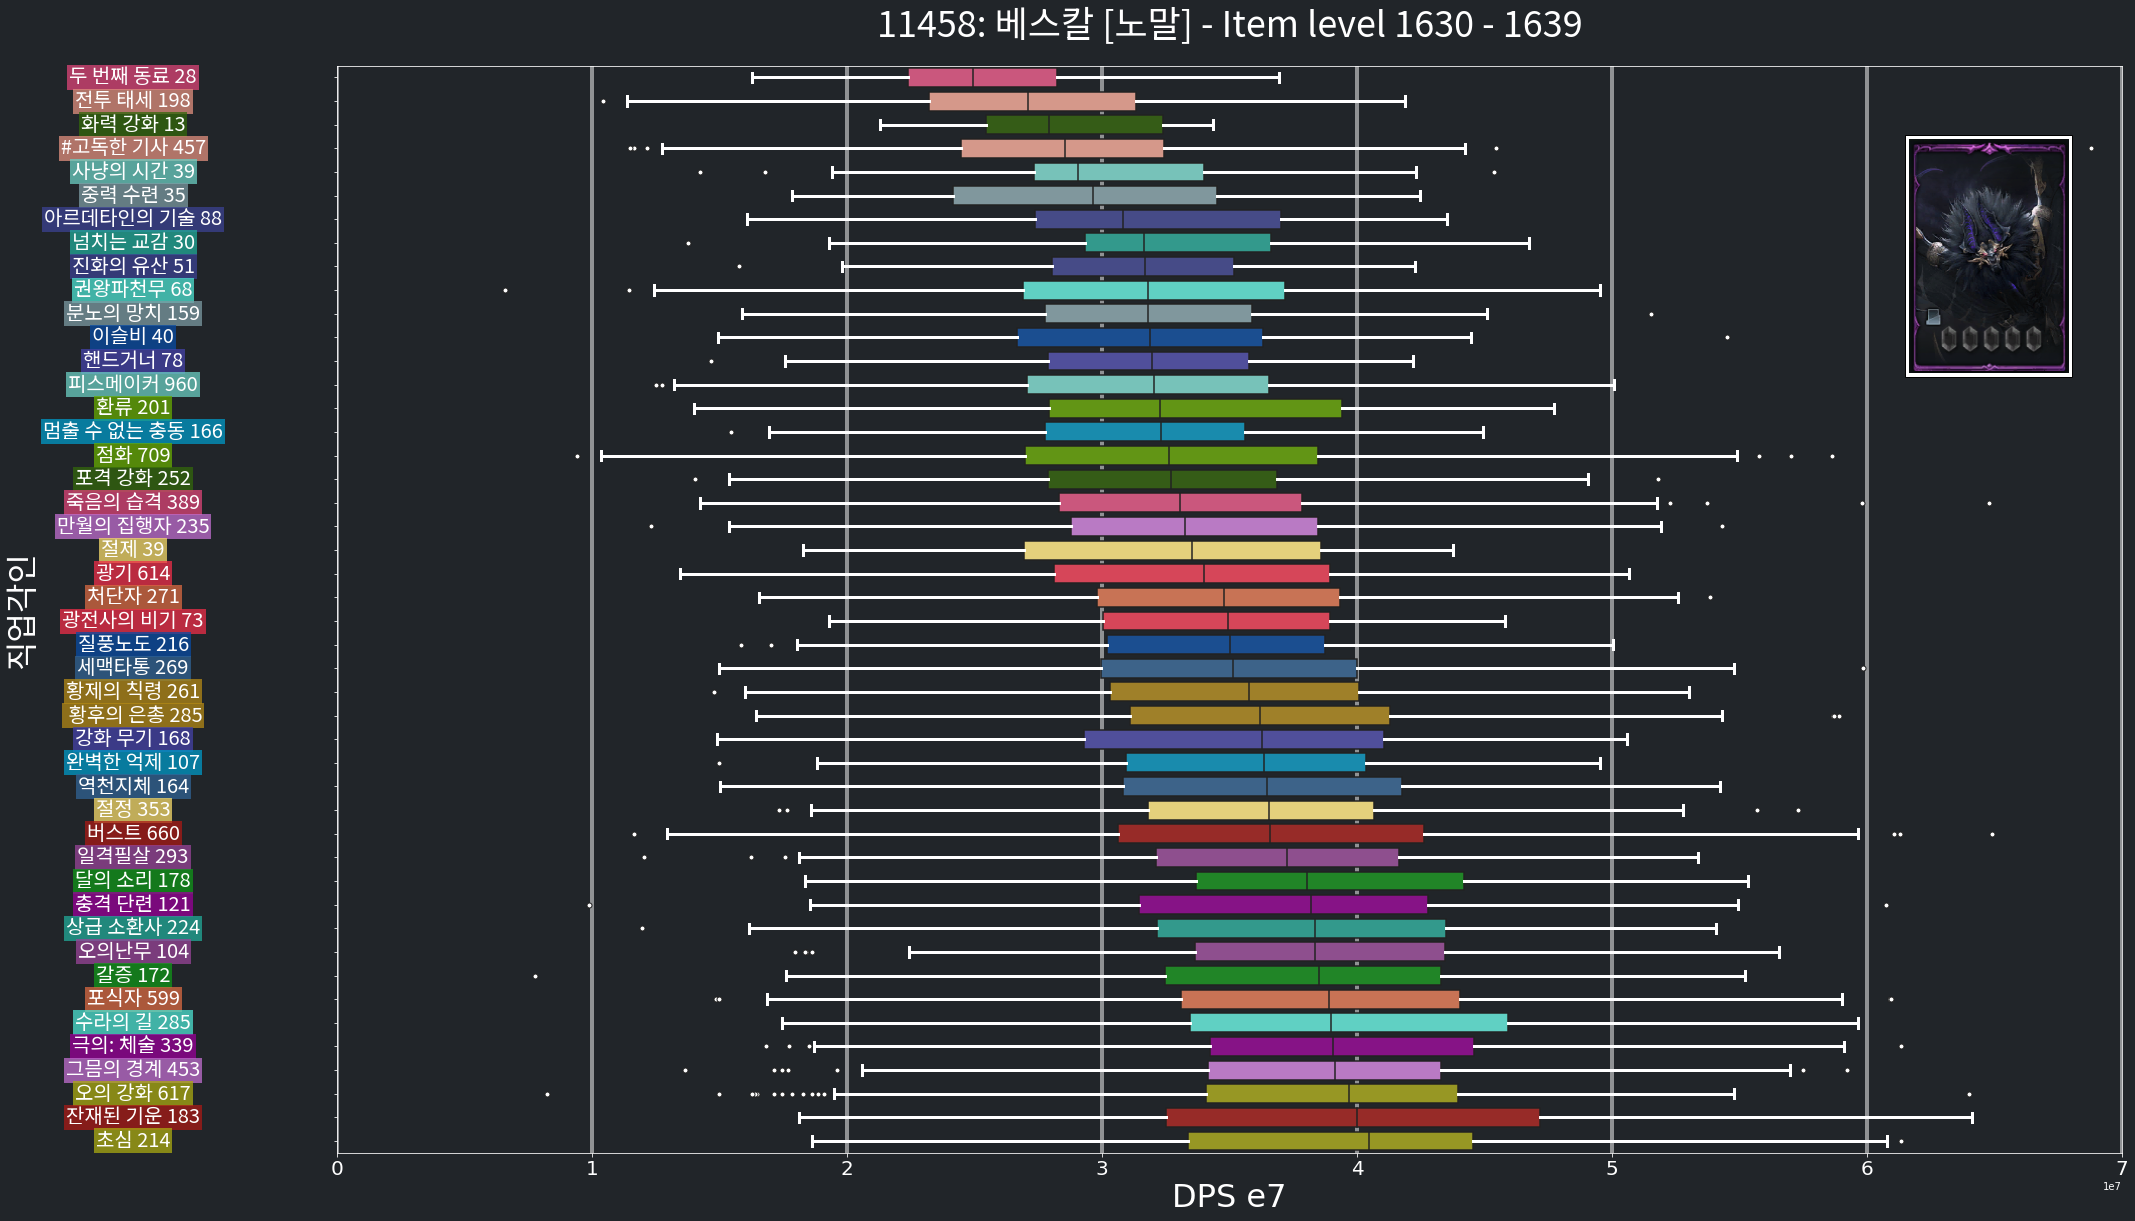 11458: 베스칼 [노말] - Item level 1630 - 1639
두 번째 동료 28
전투 태세 198
화력 강화 13
#고독한 기사 457
사냥의 시간 39
중력 수련 35
아르데타인의 기술 88
넘치는 교감 30
진화의 유산 51
권왕파천무 68
분노의 망치 159
이슬비 40
핸드거너 78
피스메이커 960
환류 201
멈출 수 없는 충동 166
점화 709
포격 강화 252
죽음의 습격 389
만월의 집행자 235
절제 39
광기 614
처단자 271
광전사의 비기 73
질풍노도 216
세맥타통 269
황제의 칙령 261
황후의 은총 285
강화 무기 168
완벽한 억제 107
역천지체 164
절정 353
버스트 660
일격필살 293
달의 소리 178
충격 단련 121
상급 소환사 224
오의난무 104
갈증 172
포식자 599
수라의 길 285
극의: 체술 339
그믐의 경계 453
오의 강화 617
잔재된 기운 183
초심 214
직업각인
0 1 2 3 4 5 6 7
DPS e7
1e7